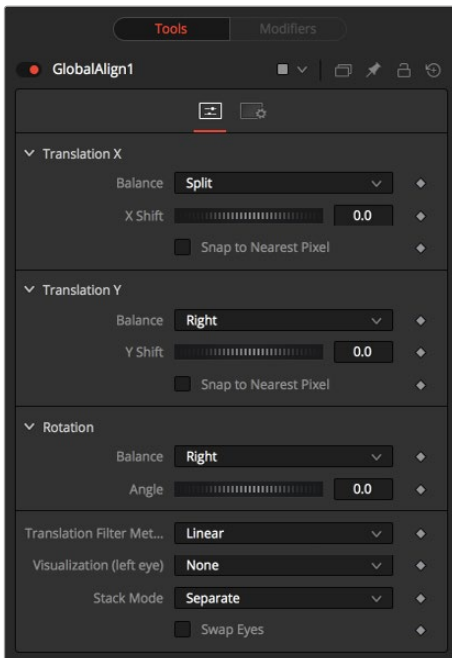 Tools Modifiers
GlobalAlign1
Translation X
Balance Split
X Shift 0.0
Snap to Nearest Pixel
Translation Y
Balance Right
Y Shift 0.0
Snap to Nearest Pixel
Rotation
Balance Right
Angle 0.0
Translation Filter Met... Linear
Visualization (left eye) None
Stack Mode Separate
Swap Eyes